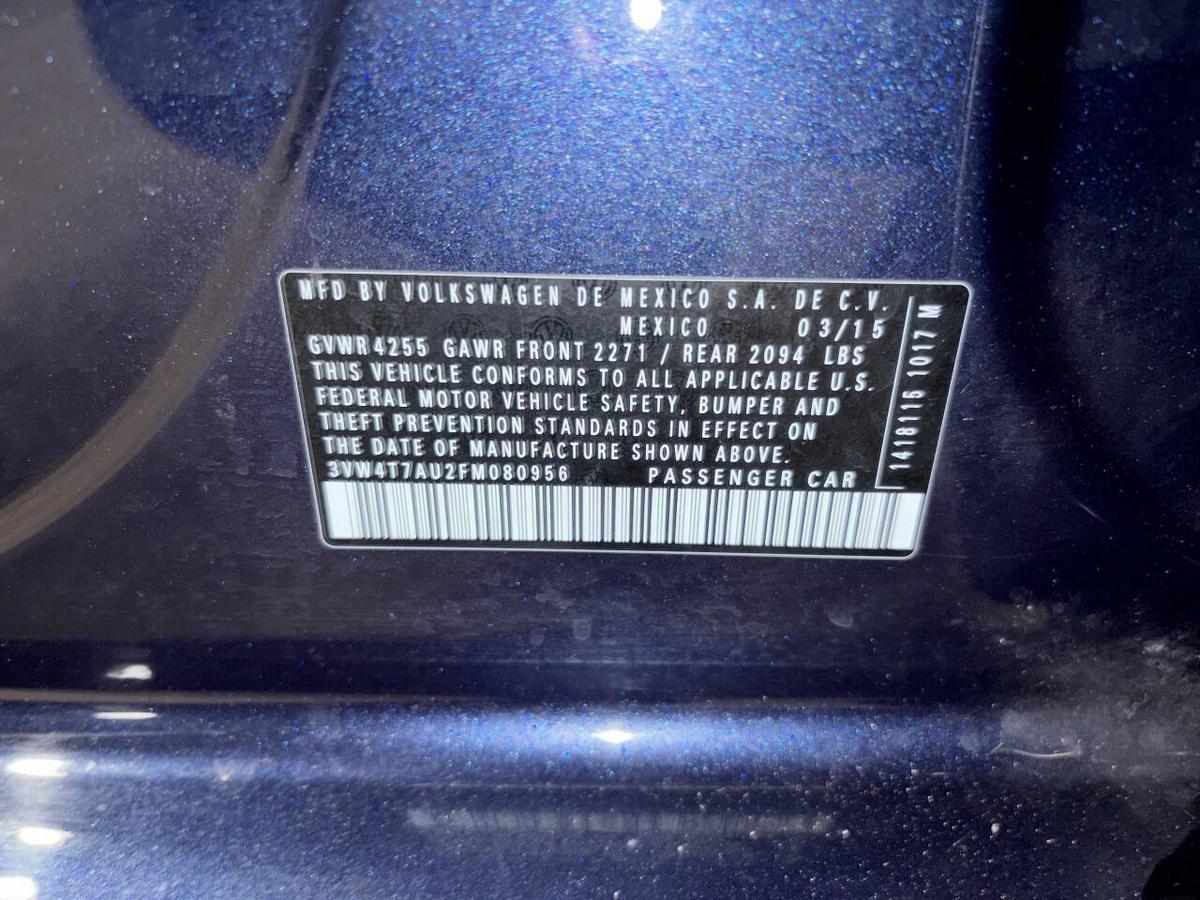 MFD BY VOLKSWAGEN DE MEXICO S.A. DE C.V.
MEXICO 03/15
GVWR 4255 GAWR FRONT 2271 / REAR 2094 LBS
THIS VEHICLE CONFORMS TO ALL APPLICABLE U.S.
FEDERAL MOTOR VEHICLE SAFETY, BUMPER AND
THEFT PREVENTION STANDARDS IN EFFECT ON
THE DATE OF MANUFACTURE SHOWN ABOVE.
3VW4T7AU2FM080956 PASSENGER CAR
1418115 1017 M